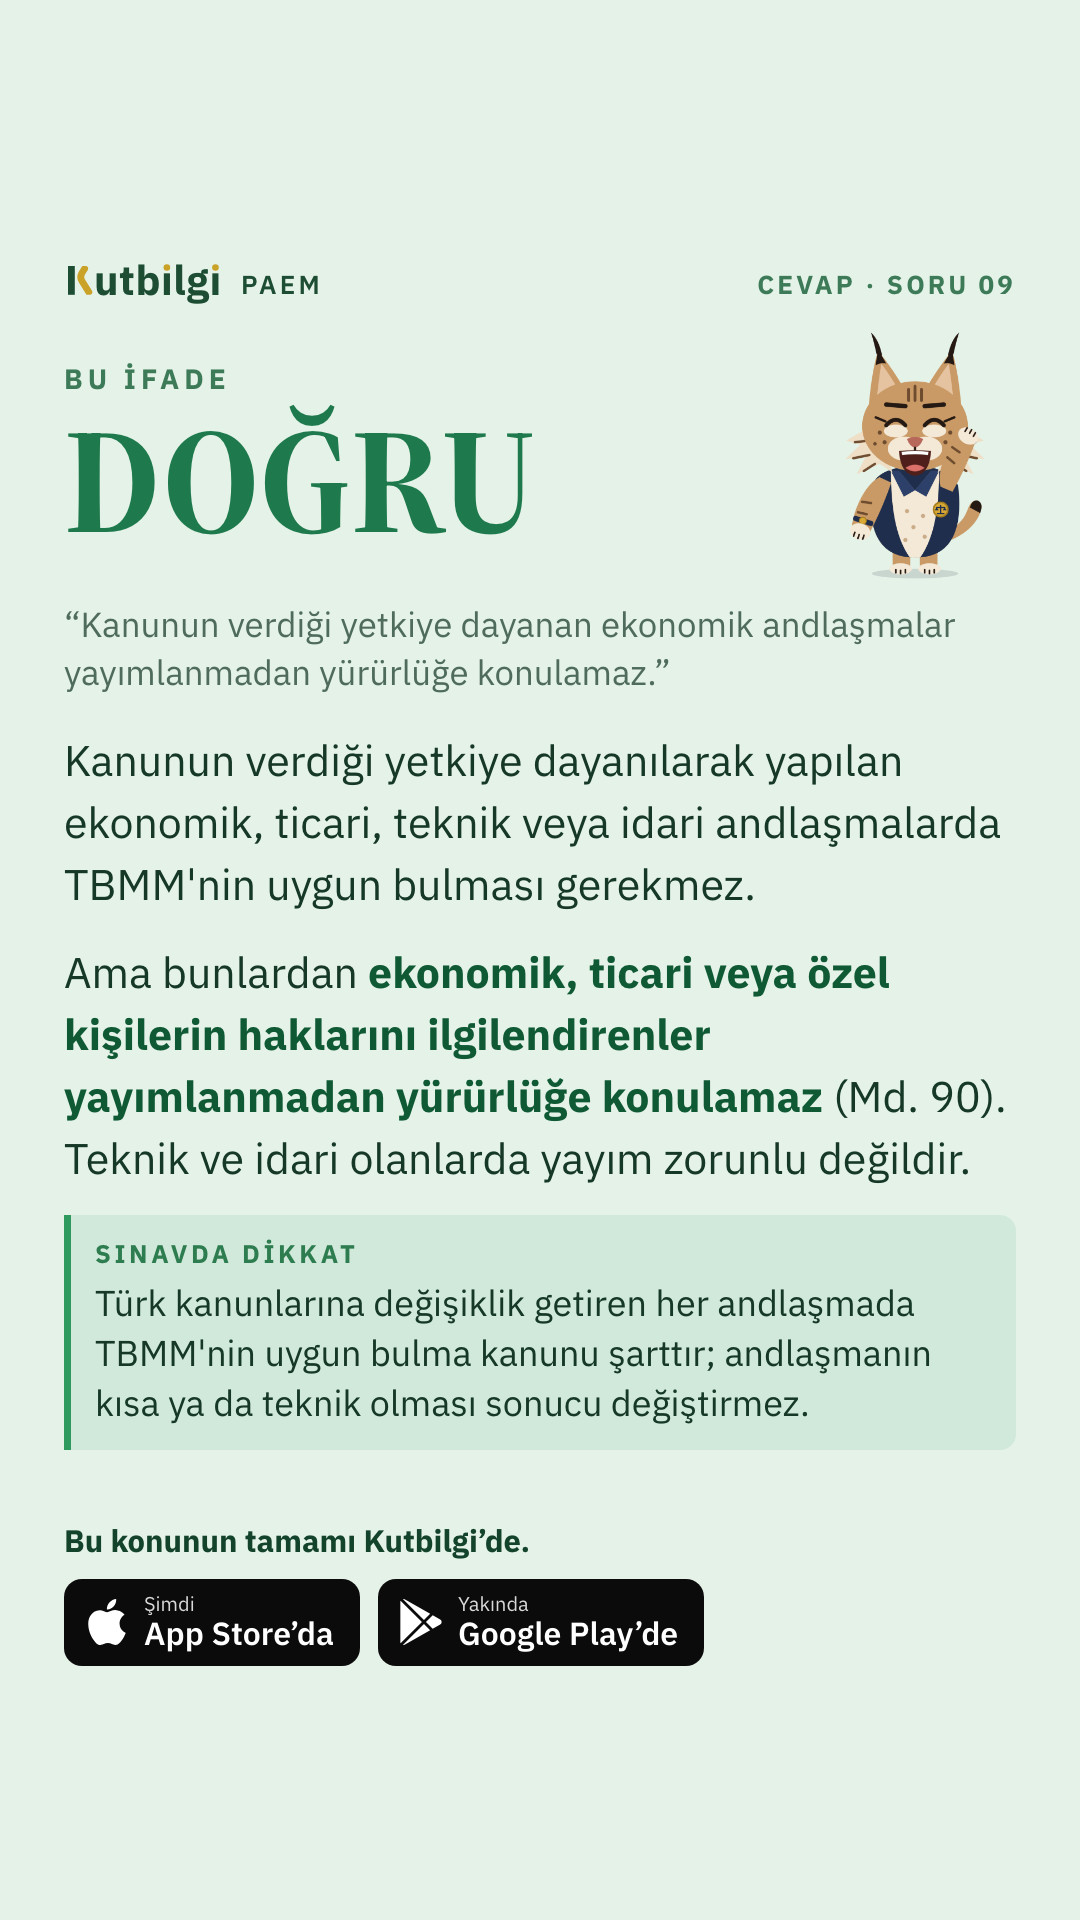 Kutbilgi PAEM
CEVAP · SORU 09
BU İFADE
DOĞRU
“Kanunun verdiği yetkiye dayanan ekonomik andlaşmalar
yayımlanmadan yürürlüğe konulamaz.”
Kanunun verdiği yetkiye dayanılarak yapılan
ekonomik, ticari, teknik veya idari andlaşmalarda
TBMM'nin uygun bulması gerekmez.
Ama bunlardan ekonomik, ticari veya özel
kişilerin haklarını ilgilendirenler
yayımlanmadan yürürlüğe konulamaz (Md. 90).
Teknik ve idari olanlarda yayım zorunlu değildir.
SINAVDA DİKKAT
Türk kanunlarına değişiklik getiren her andlaşmada
TBMM'nin uygun bulma kanunu şarttır; andlaşmanın
kısa ya da teknik olması sonucu değiştirmez.
Bu konunun tamamı Kutbilgi’de.
Şimdi
App Store’da
Yakında
Google Play’de